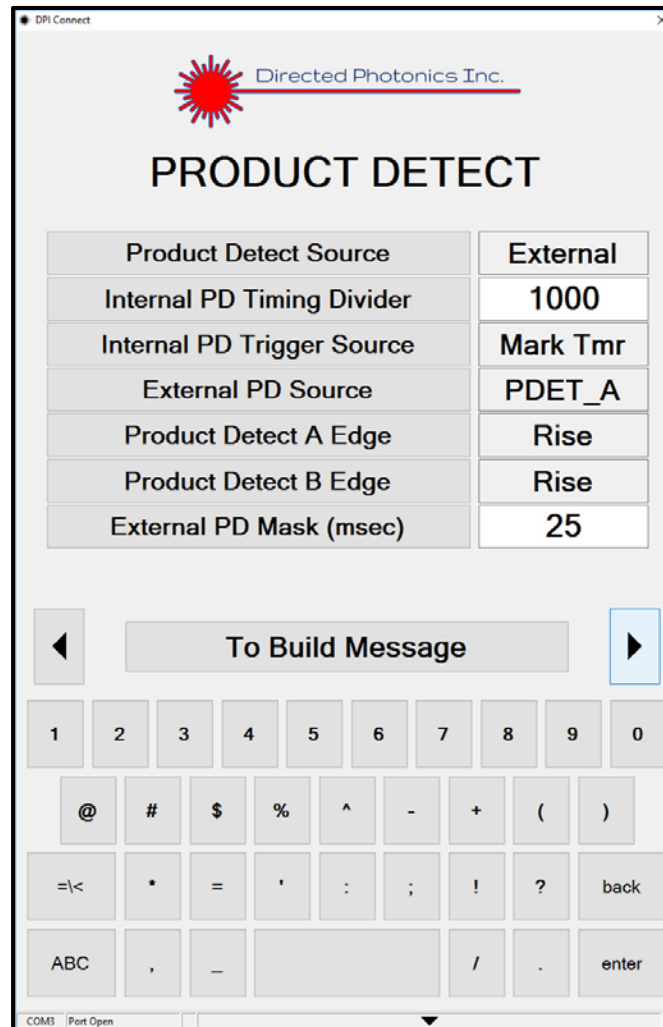 DPI Connect
Directed Photonics Inc.
PRODUCT DETECT
Product Detect Source External
Internal PD Timing Divider 1000
Internal PD Trigger Source Mark Tmr
External PD Source PDET_A
Product Detect A Edge Rise
Product Detect B Edge Rise
External PD Mask (msec) 25
To Build Message
1 2 3 4 5 6 7 8 9 0
@ # $ % ^ - + ( )
=\< * = ' : ; ! ? back
ABC , _ / . enter
COM3 Port Open